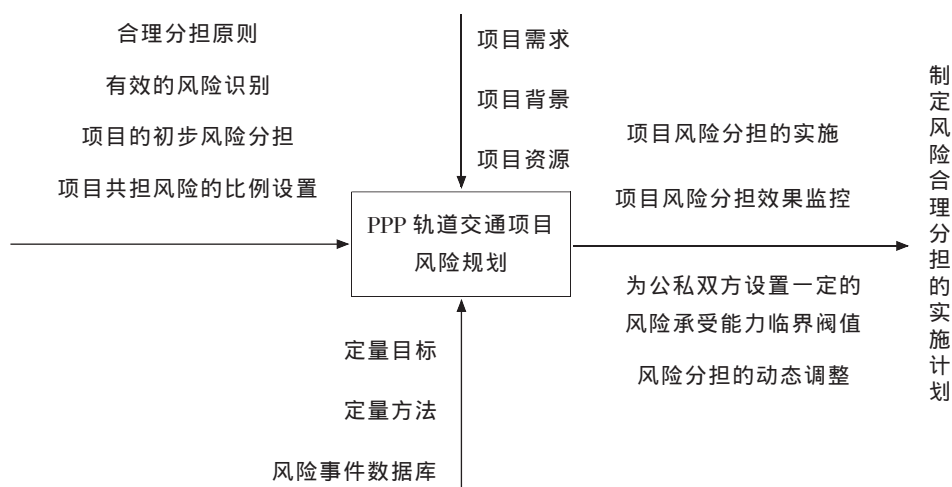 合理分担原则
有效的风险识别
项目的初步风险分担
项目共担风险的比例设置
项目需求
项目背景
项目资源
PPP 轨道交通项目
风险规划
定量目标
定量方法
风险事件数据库
项目风险分担的实施
项目风险分担效果监控
为公私双方设置一定的
风险承受能力临界阀值
风险分担的动态调整
制定风险合理分担的实施计划